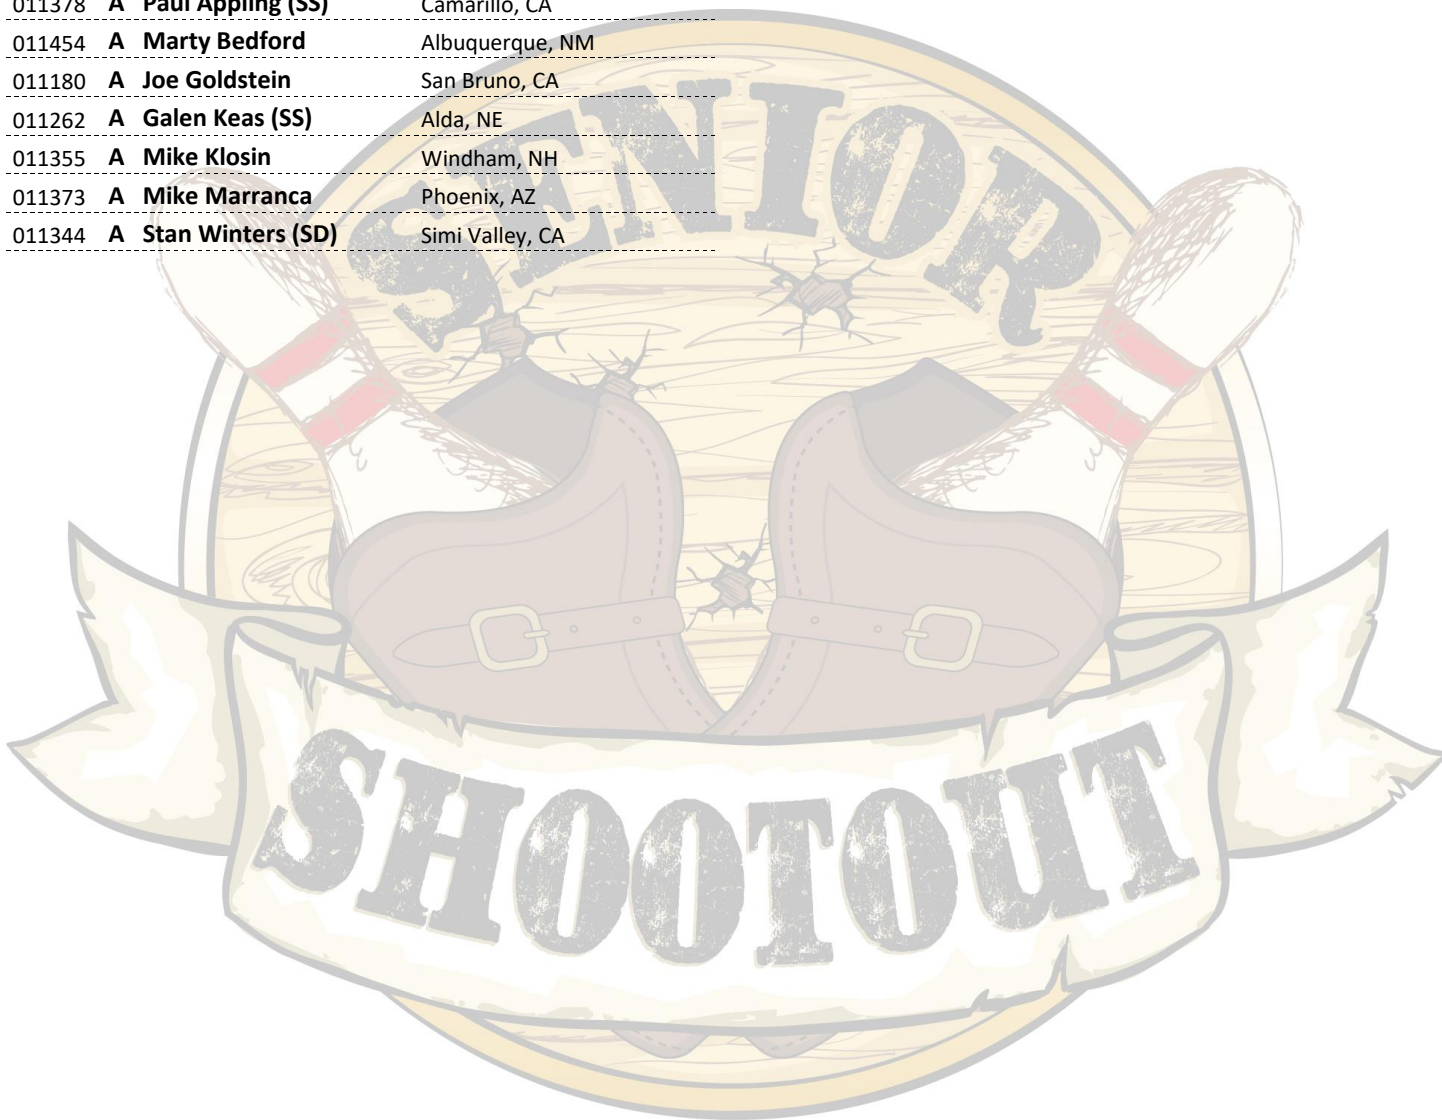 011378 A Paul Appling (SS) Camarillo, CA
011454 A Marty Bedford Albuquerque, NM
011180 A Joe Goldstein San Bruno, CA
011262 A Galen Keas (SS) Alda, NE
011355 A Mike Klosin Windham, NH
011373 A Mike Marranca Phoenix, AZ
011344 A Stan Winters (SD) Simi Valley, CA
SENIOR
SHOOTOUT